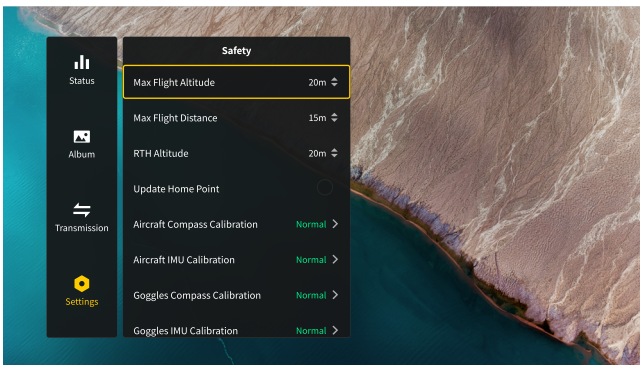 Safety
Status
Max Flight Altitude 20m
Max Flight Distance 15m
Album
RTH Altitude 20m
Update Home Point
Transmission
Aircraft Compass Calibration Normal
Aircraft IMU Calibration Normal
Settings
Goggles Compass Calibration Normal
Goggles IMU Calibration Normal